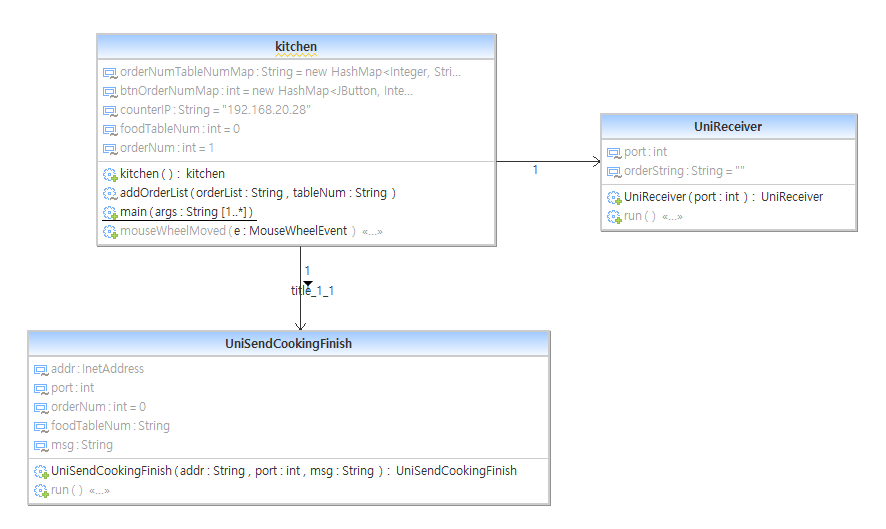 kitchen
orderNumTableNumMap : String = new HashMap<Integer, Stri...
btnOrderNumMap : int = new HashMap<JButton, Inte...
counterIP : String = "192.168.20.28"
foodTableNum : int = 0
orderNum : int = 1
kitchen ( ) : kitchen
addOrderList ( orderList : String , tableNum : String )
main ( args : String [1..*] )
mouseWheelMoved ( e : MouseWheelEvent ) «...»
1
UniReceiver
port : int
orderString : String = ""
UniReceiver ( port : int ) : UniReceiver
run ( ) «...»
1
title_1_1
UniSendCookingFinish
addr : InetAddress
port : int
orderNum : int = 0
foodTableNum : String
msg : String
UniSendCookingFinish ( addr : String , port : int , msg : String ) : UniSendCookingFinish
run ( ) «...»